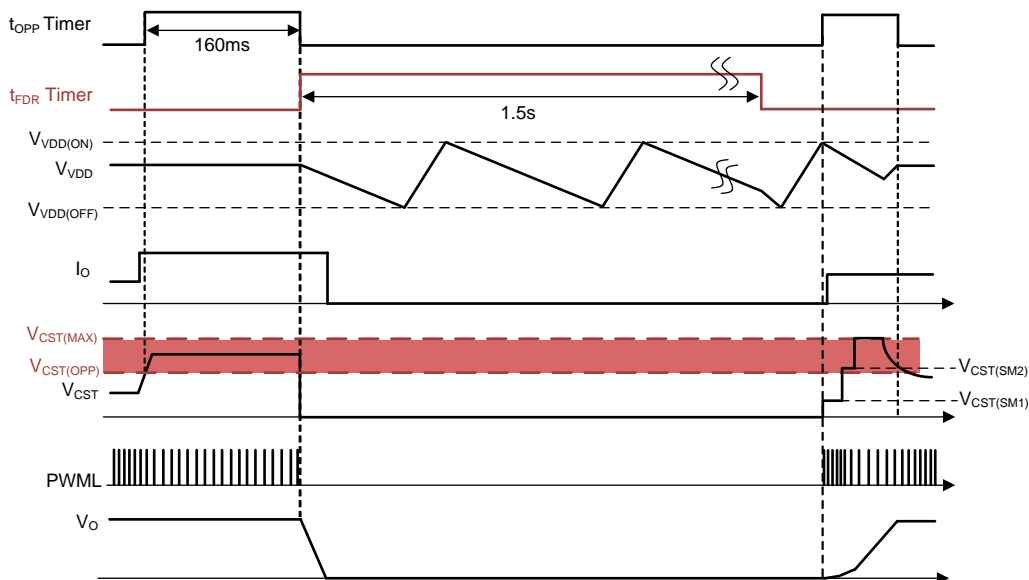 tOPP Timer
160ms
tFDR Timer
1.5s
VVDD(ON)
VVDD
VVDD(OFF)
IO
VCST(MAX)
VCST(OPP)
VCST(SM2)
VCST
VCST(SM1)
PWML
VO